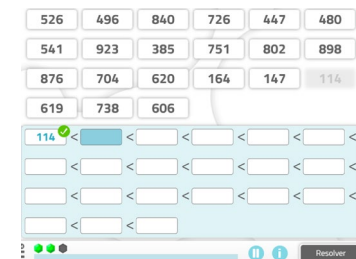 526 496 840 726 447 480
541 923 385 751 802 898
876 704 620 164 147 114
619 738 606
114 < < < < < <
< < < < < <
< < < < < <
< <
Resolver